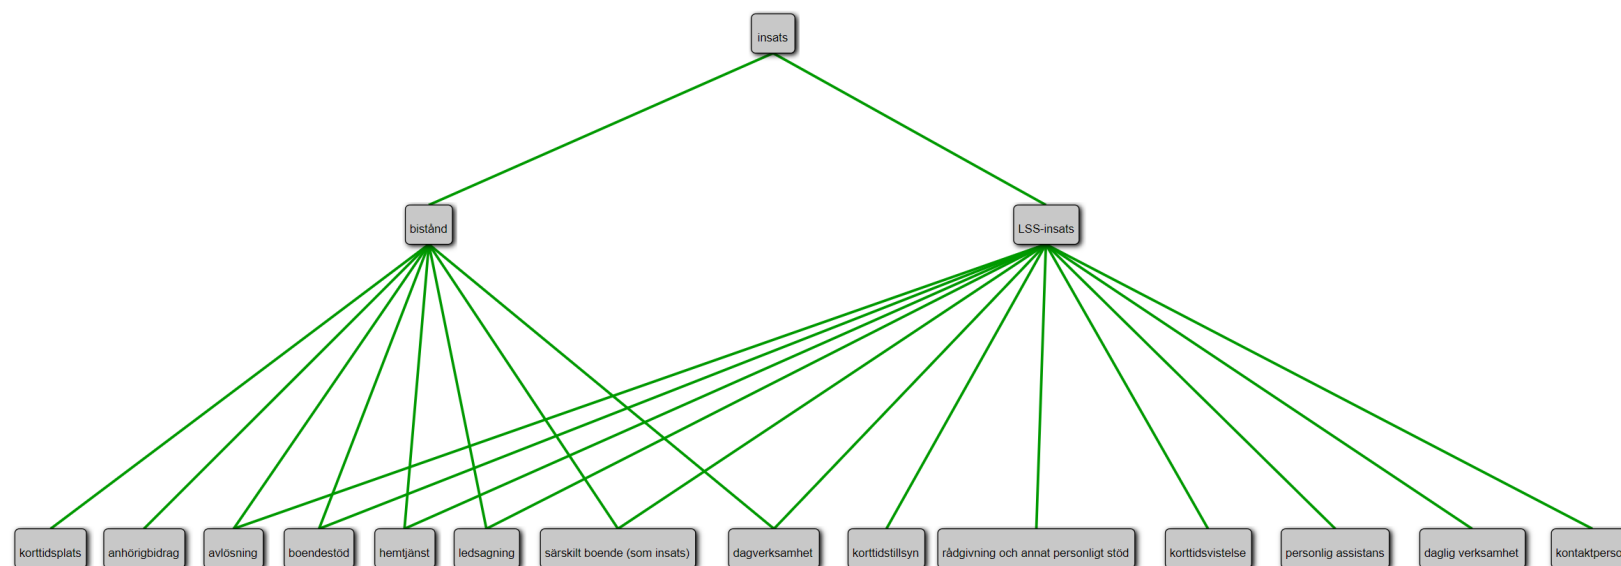 insats
bistånd
LSS-insats
korttidsplats
anhörigbidrag
avlösning
boendestöd
hemtjänst
ledsagning
särskilt boende (som insats)
dagverksamhet
korttidstillsyn
rådgivning och annat personligt stöd
korttidsvistelse
personlig assistans
daglig verksamhet
kontaktperso